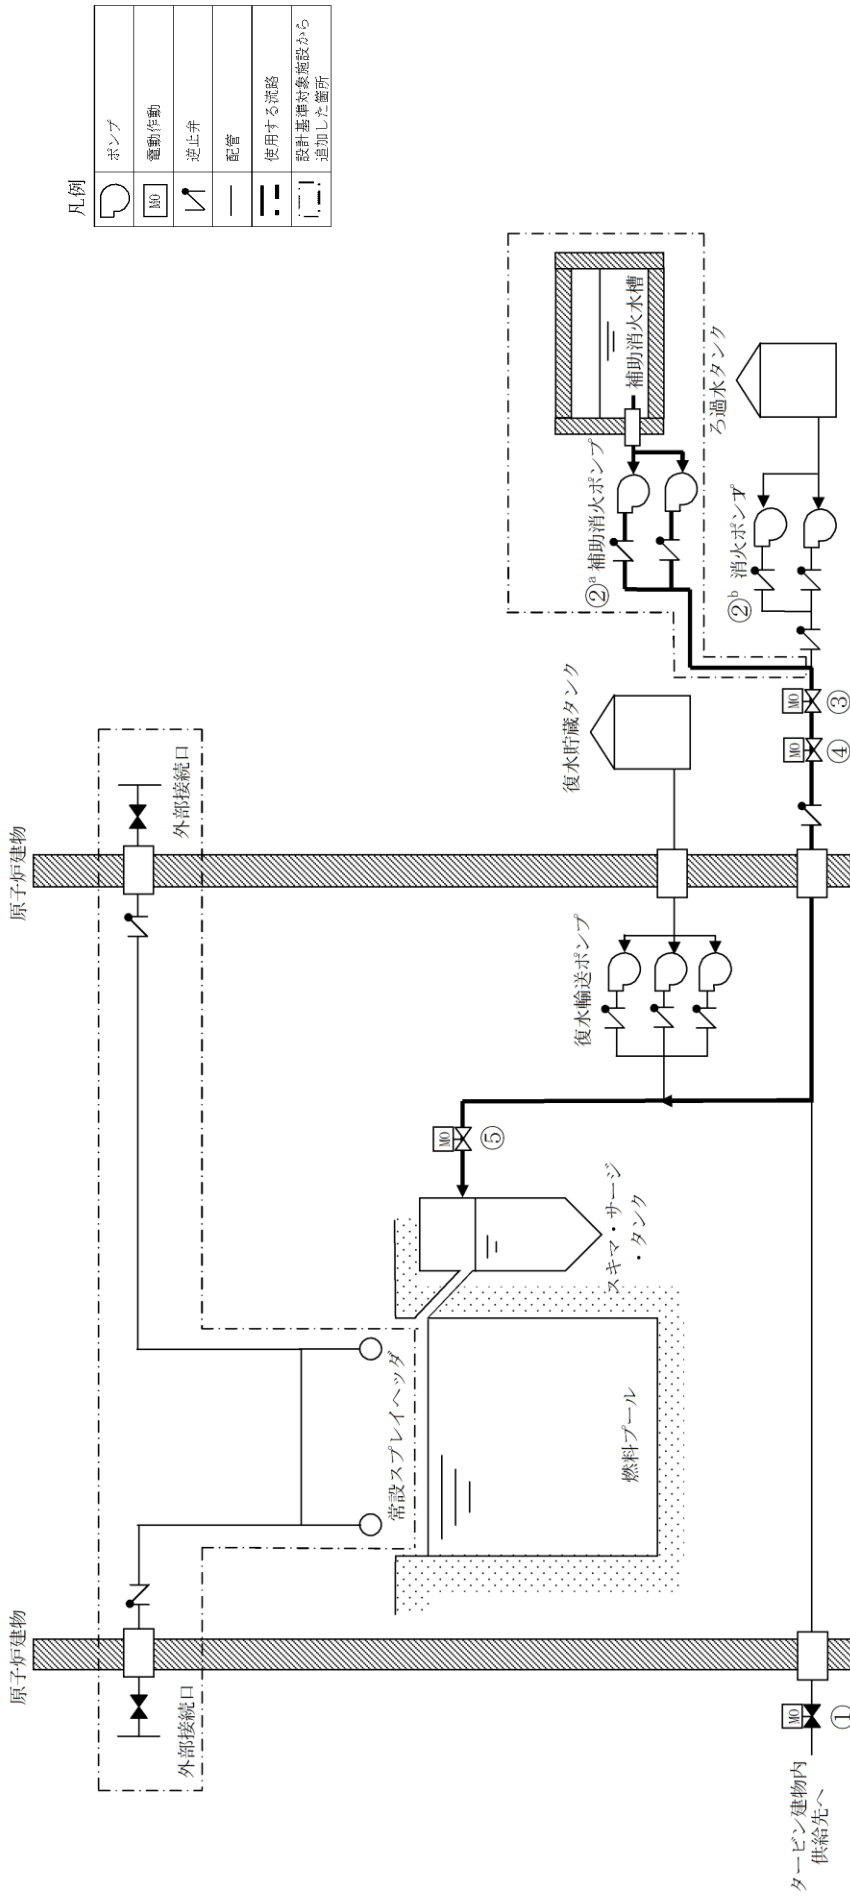 凡例
ポンプ
MO
電動作動
逆止弁
配管
使用する流路
設計基準対象施設から
追加した箇所
原子炉建物
原子炉建物
外部接続口
外部接続口
常設スプレイヘッダ
燃料プール
スキマ・サージ
・タンク
MO
⑤
復水輸送ポンプ
復水貯蔵タンク
②a 補助消火ポンプ
補助消火水槽
②b 消火ポンプ
ろ過水タンク
MO
③
MO
④
MO
①
タービン建物内
供給先へ